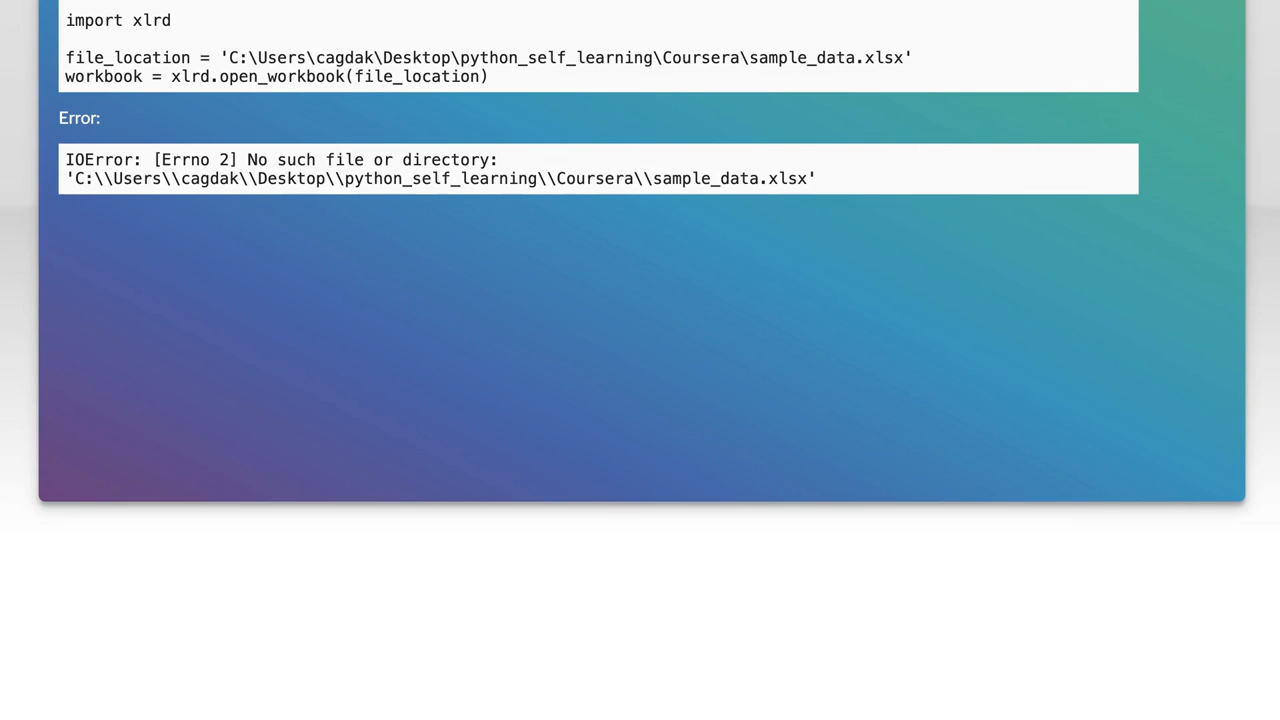 import xlrd
file_location = 'C:\Users\cagdak\Desktop\python_self_learning\Coursera\sample_data.xlsx'
workbook = xlrd.open_workbook(file_location)
Error:
IOError: [Errno 2] No such file or directory:
'C:\\Users\\cagdak\\Desktop\\python_self_learning\\Coursera\\sample_data.xlsx'